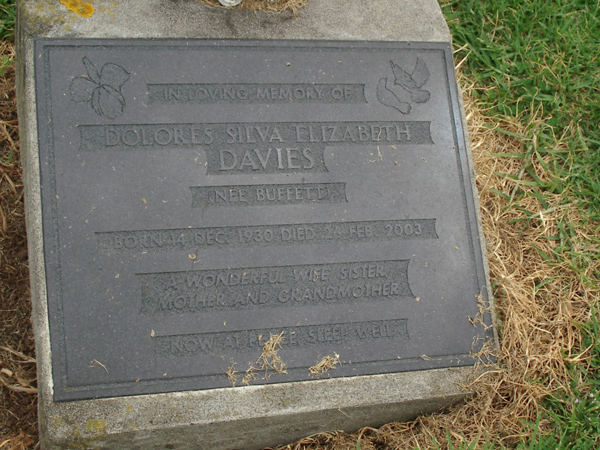 IN LOVING MEMORY OF
DOLORES SILVA ELIZABETH
DAVIES
(NEE BUFFETT)
BORN 14 DEC. 1930 DIED 24 FEB. 2003
A WONDERFUL WIFE, SISTER,
MOTHER AND GRANDMOTHER
NOW AT PEACE, SLEEP WELL